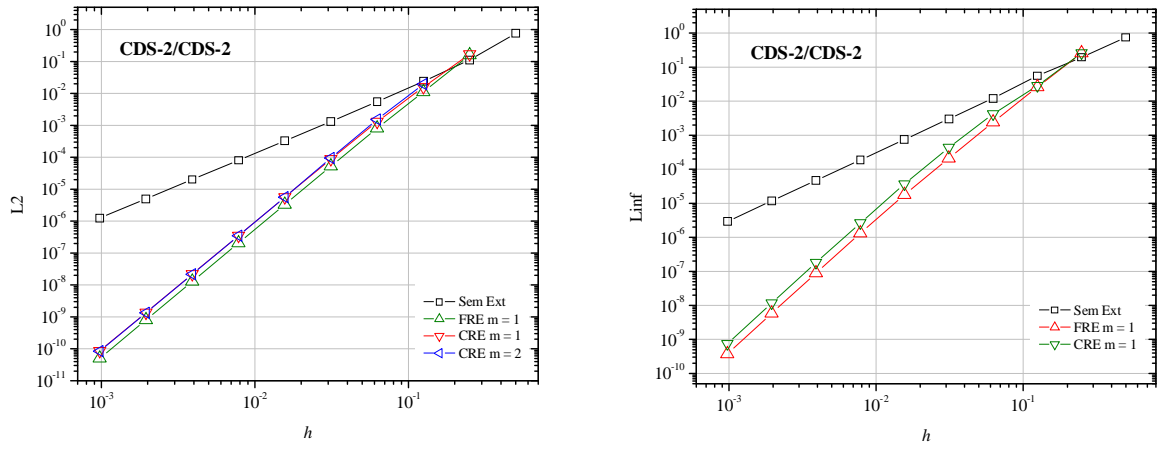 10^0
10^-1
10^-2
10^-3
10^-4
10^-5
10^-6
10^-7
10^-8
10^-9
10^-10
10^-11
L2
CDS-2/CDS-2
Sem Ext
FRE m = 1
CRE m = 1
CRE m = 2
10^-3
10^-2
10^-1
h
10^0
10^-1
10^-2
10^-3
10^-4
10^-5
10^-6
10^-7
10^-8
10^-9
10^-10
Linf
CDS-2/CDS-2
Sem Ext
FRE m = 1
CRE m = 1
10^-3
10^-2
10^-1
h